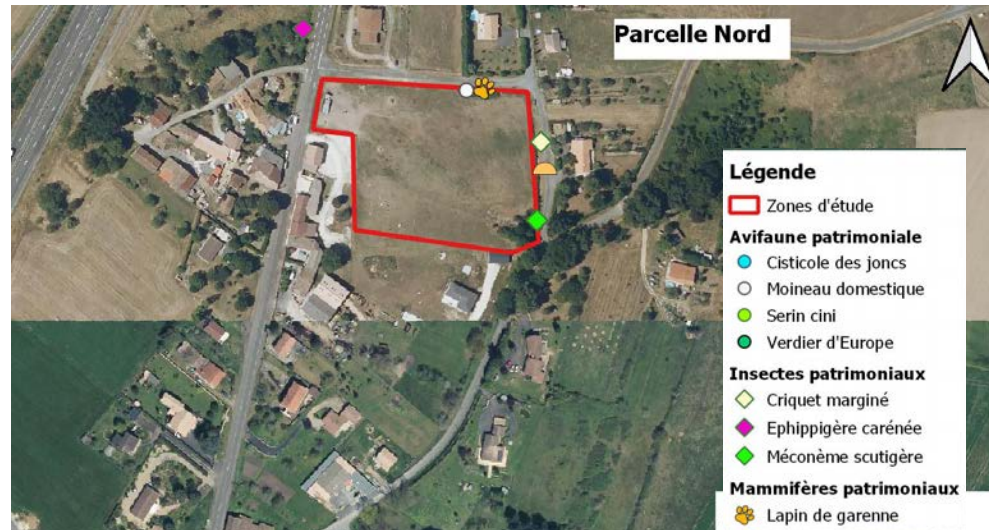 Parcelle Nord
Légende
Zones d'étude
Avifaune patrimoniale
Cisticole des joncs
Moineau domestique
Serin cini
Verdier d'Europe
Insectes patrimoniaux
Criquet marginé
Ephippigère carénée
Méconème scutigère
Mammifères patrimoniaux
Lapin de garenne